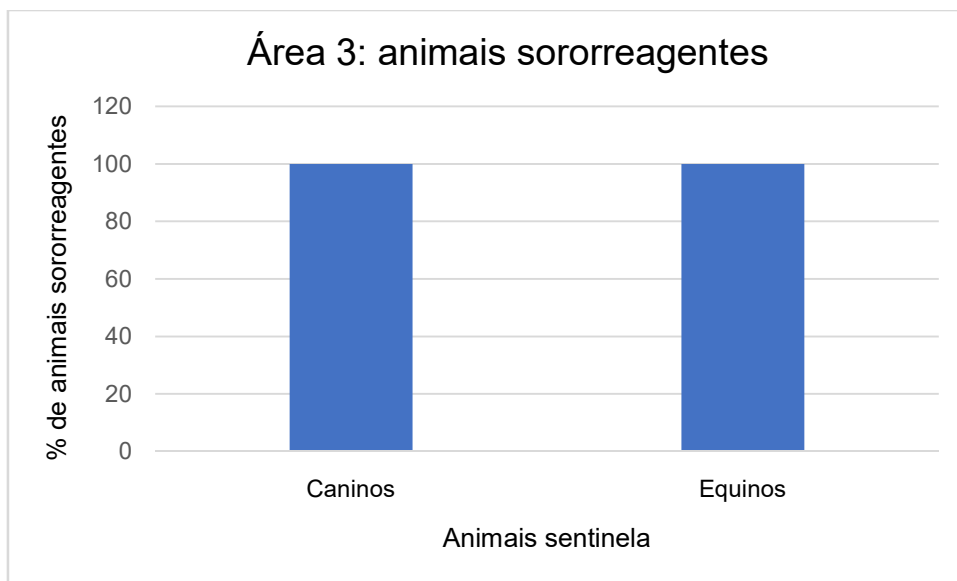 Área 3: animais sororreagentes
% de animais sororreagentes
120
100
80
60
40
20
0
Caninos
Equinos
Animais sentinela